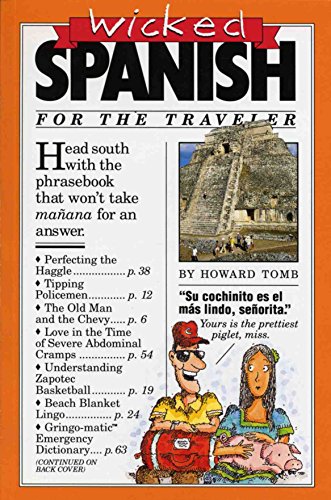 Wicked
SPANISH
FOR THE TRAVELER
Head south
with the
phrasebook
that won't take
mañana for an
answer.
♦ Perfecting the
Haggle................ p. 38
♦ Tipping
Policemen........... p. 12
♦ The Old Man
and the Chevy..... p. 6
♦ Love in the Time
of Severe Abdominal
Cramps ............. p. 54
♦ Understanding
Zapotec
Basketball........... p. 19
♦ Beach Blanket
Lingo.................. p. 24
♦ Gringo-matic™
Emergency
Dictionary.... p. 63
(CONTINUED ON
BACK COVER)
BY HOWARD TOMB
"Su cochinito es el
más lindo, señorita."
Yours is the prettiest
piglet, miss.